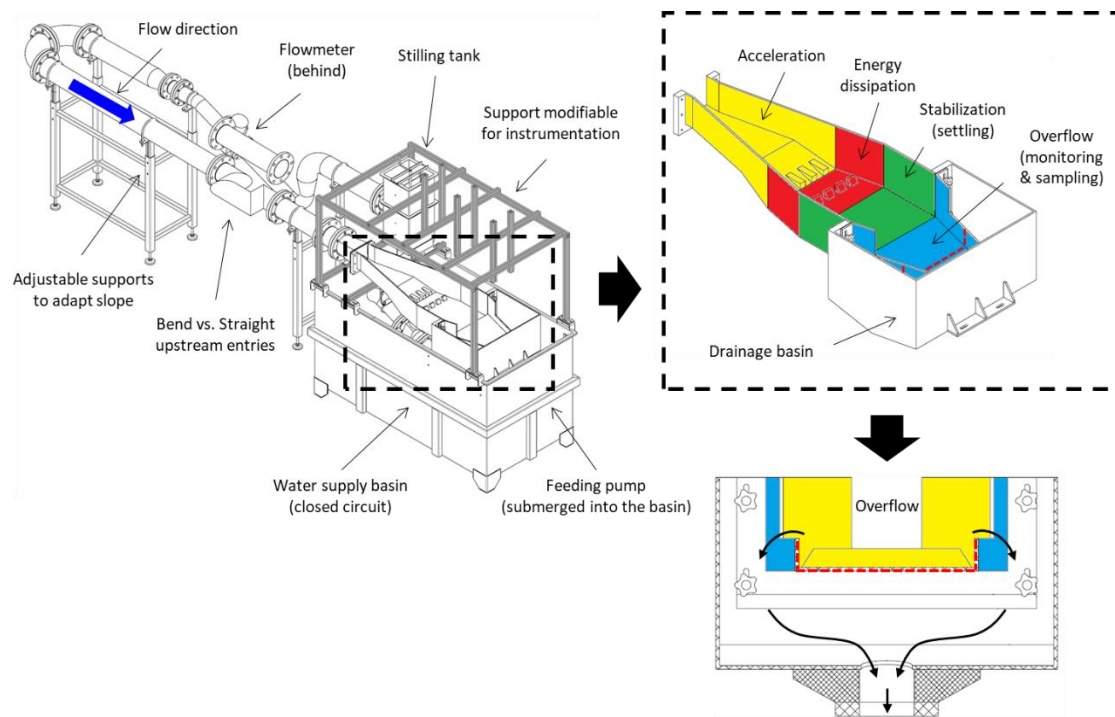 Flow direction
Flowmeter
(behind)
Stilling tank
Support modifiable
for instrumentation
Adjustable supports
to adapt slope
Bend vs. Straight
upstream entries
Water supply basin
(closed circuit)
Feeding pump
(submerged into the basin)
Acceleration
Energy
dissipation
Stabilization
(settling)
Overflow
(monitoring
& sampling)
Drainage basin
Overflow